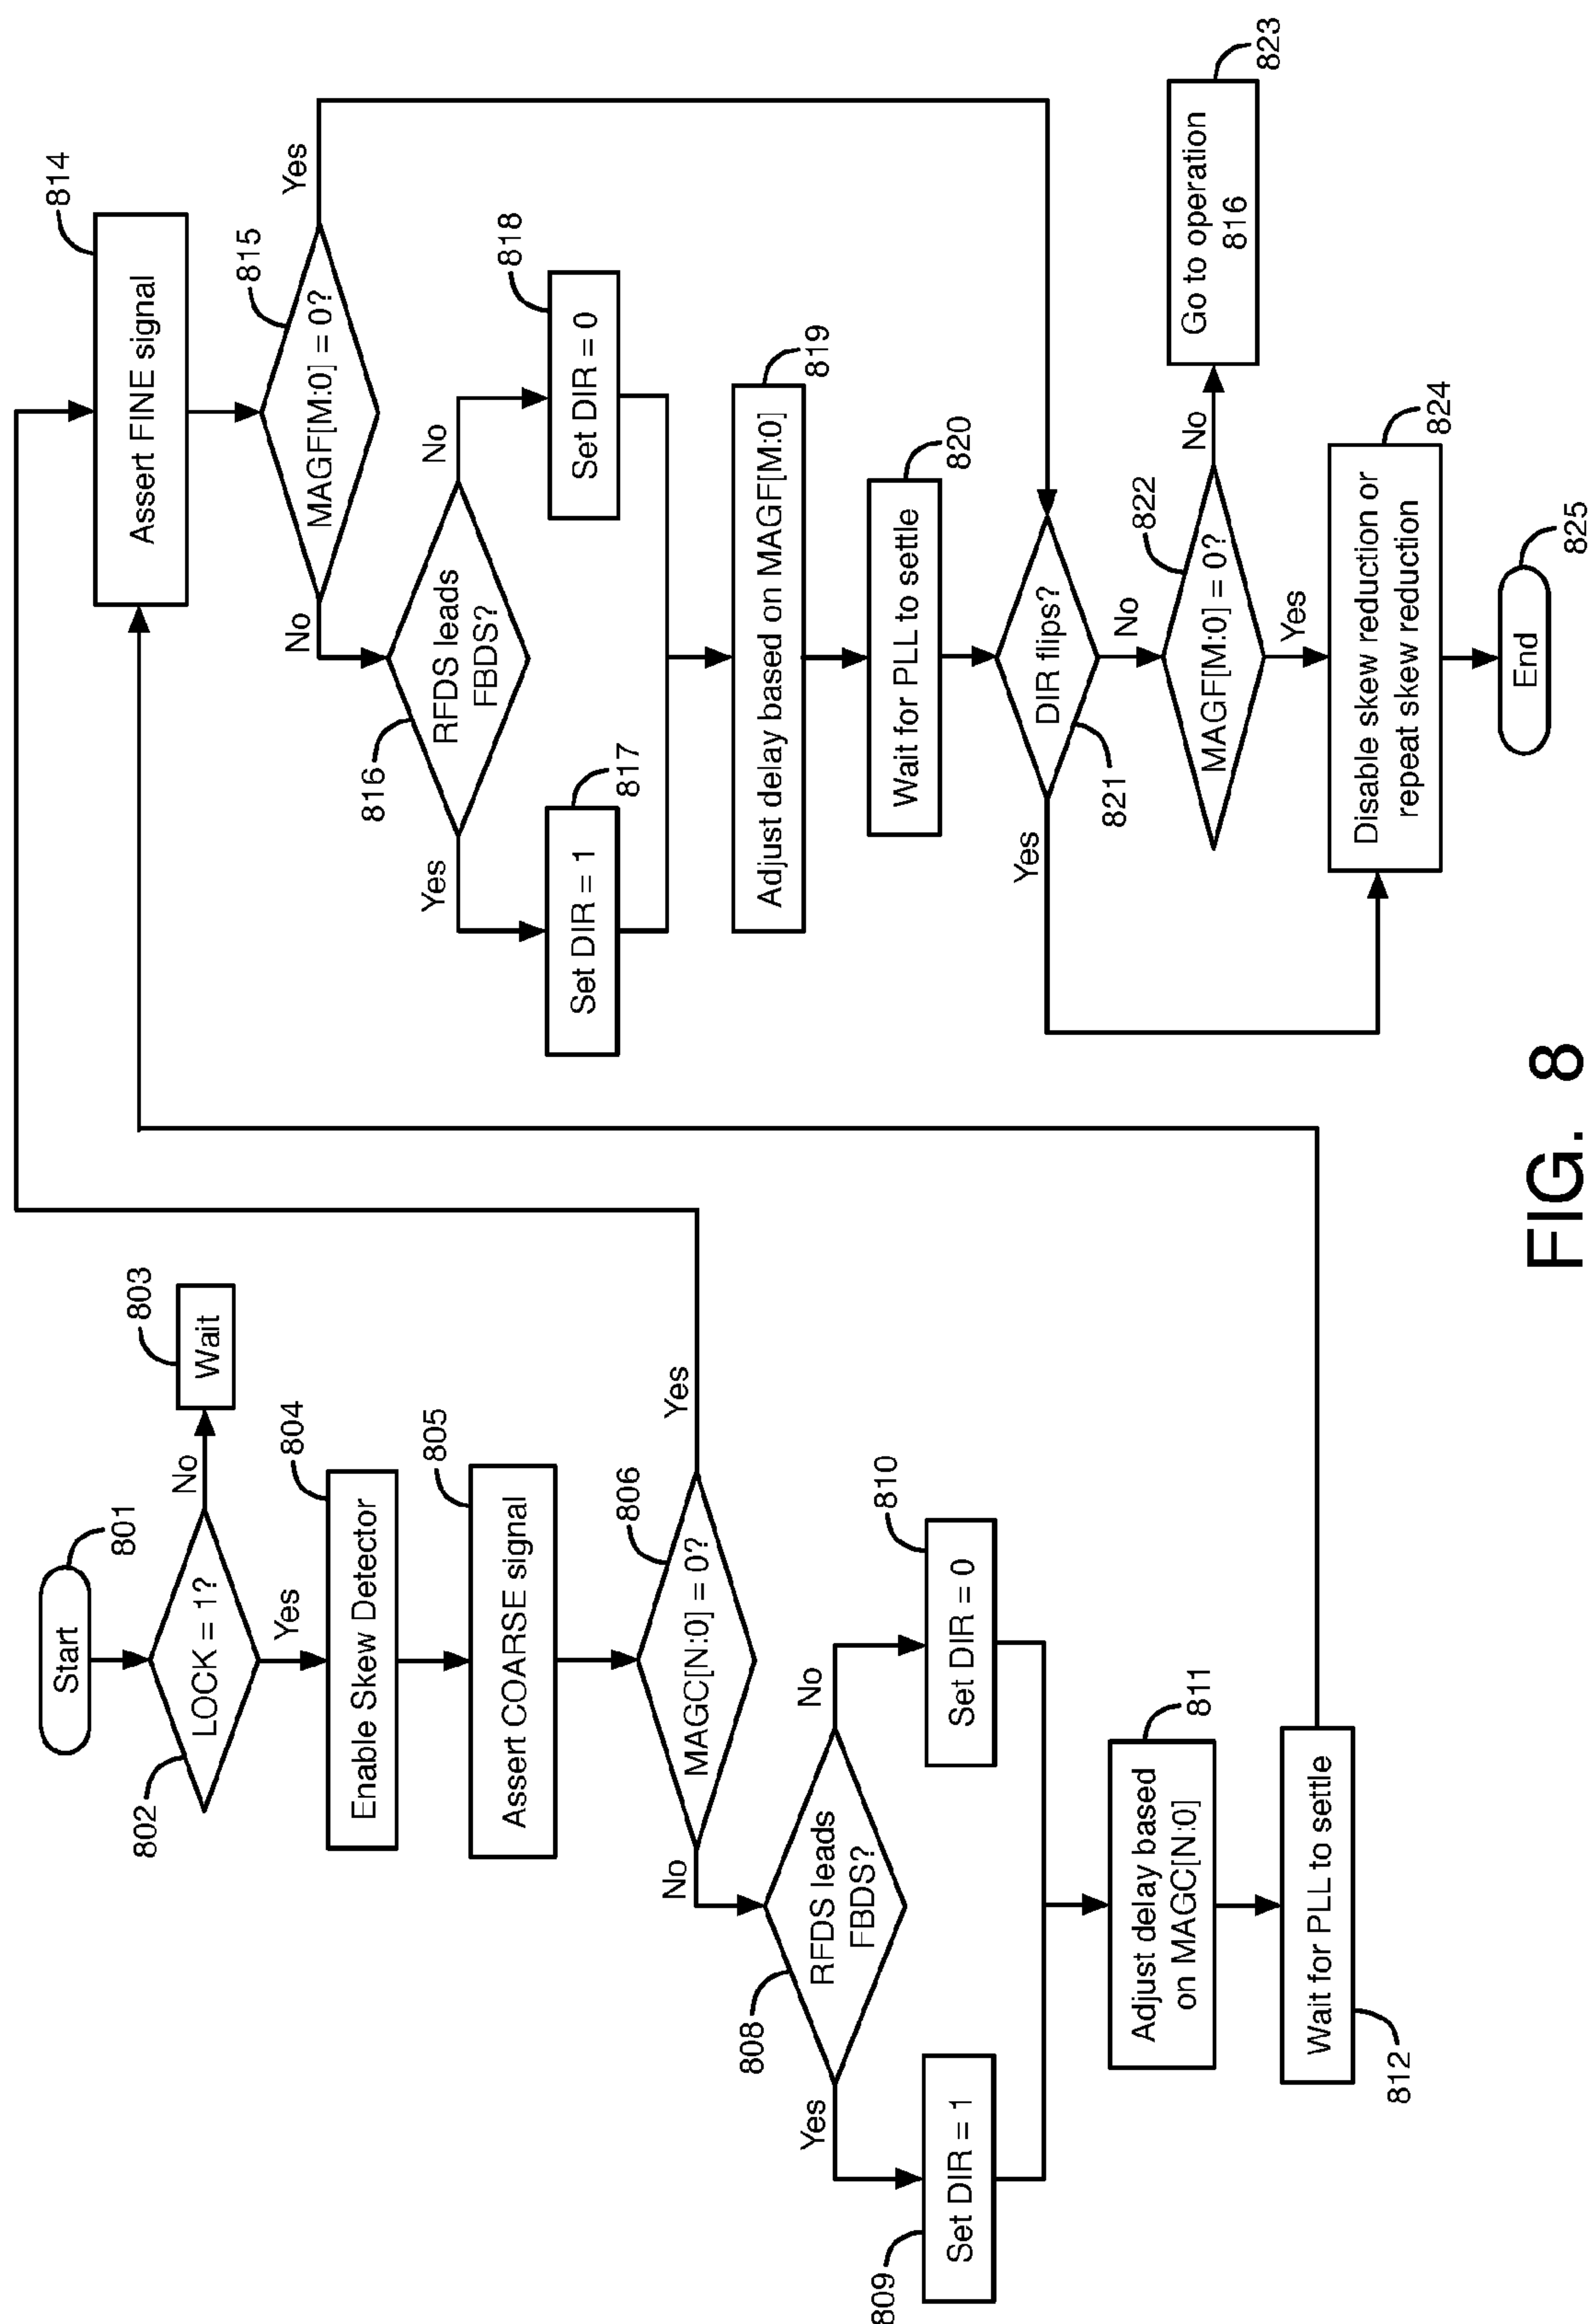 Start
801
LOCK = 1?
802
No
Wait
803
Yes
Enable Skew Detector
804
Assert COARSE signal
805
MAGC[N:0] = 0?
806
Yes
No
RFDS leads
FBDS?
808
Yes
No
Set DIR = 1
809
Set DIR = 0
810
Adjust delay based
on MAGC[N:0]
811
Wait for PLL to settle
812
Assert FINE signal
814
MAGF[M:0] = 0?
815
Yes
No
RFDS leads
FBDS?
816
Yes
No
Set DIR = 1
817
Set DIR = 0
818
Adjust delay based on MAGF[M:0]
819
Wait for PLL to settle
820
DIR flips?
821
Yes
No
MAGF[M:0] = 0?
822
No
Go to operation
816
823
Yes
Disable skew reduction or
repeat skew reduction
824
End
825
FIG. 8